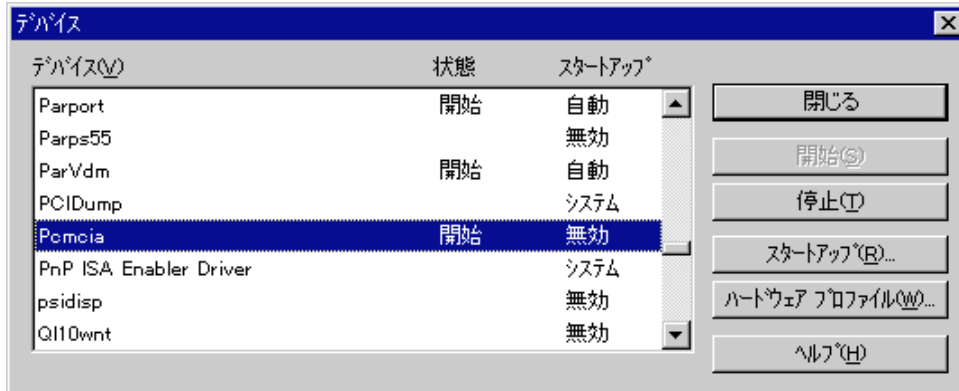 デバイス
デバイス(V) 状態 スタートアップ
Parport 開始 自動
Parps55 無効
ParVdm 開始 自動
PCIDump システム
Pcmcia 開始 無効
PnP ISA Enabler Driver システム
psidisp 無効
Ql10wnt 無効
閉じる
開始(S)
停止(T)
スタートアップ(R)...
ハードウェア プロファイル(W)...
ヘルプ(H)